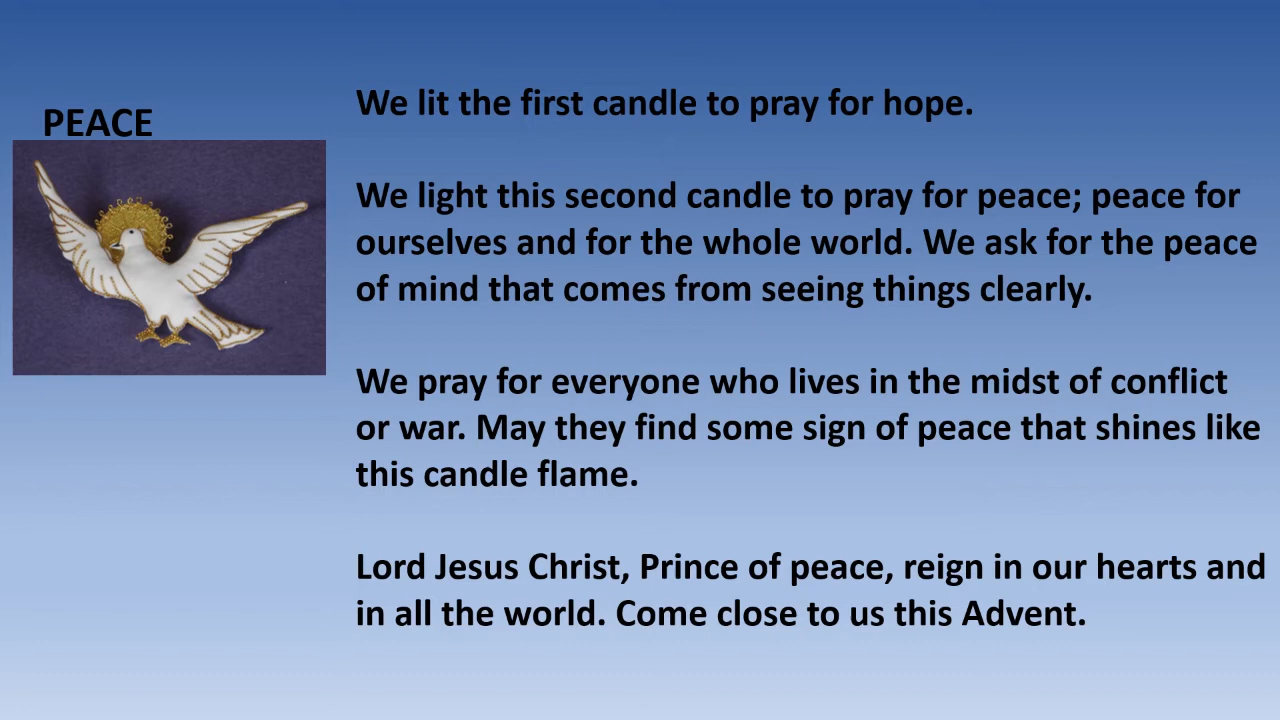 PEACE
We lit the first candle to pray for hope.
We light this second candle to pray for peace; peace for
ourselves and for the whole world. We ask for the peace
of mind that comes from seeing things clearly.
We pray for everyone who lives in the midst of conflict
or war. May they find some sign of peace that shines like
this candle flame.
Lord Jesus Christ, Prince of peace, reign in our hearts and
in all the world. Come close to us this Advent.